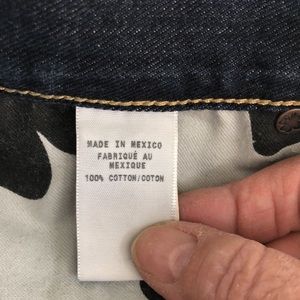 MADE IN MEXICO
FABRIQUÉ AU
MEXIQUE
100% COTTON/COTON